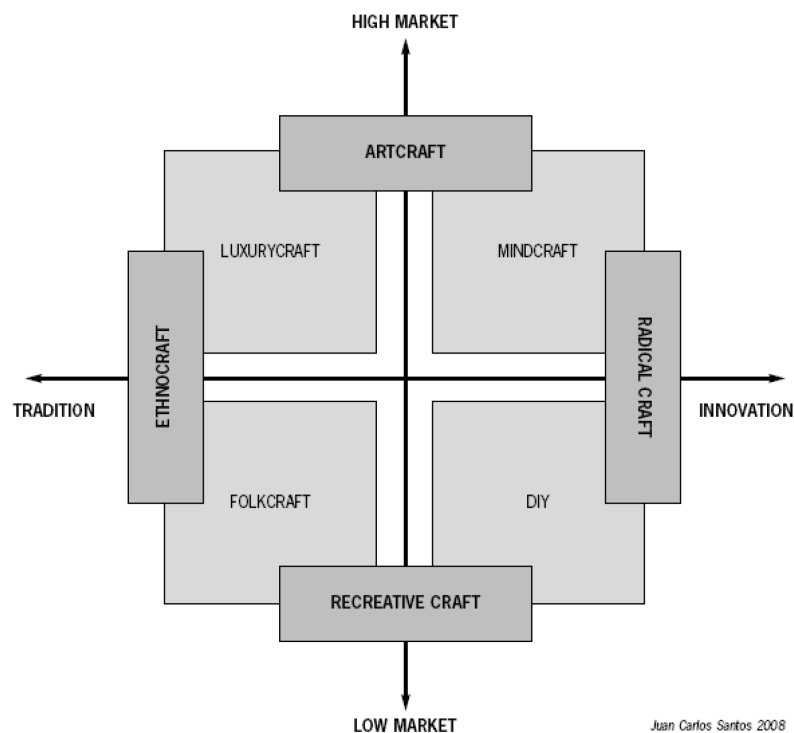 HIGH MARKET
ARTCRAFT
LUXURYCRAFT
MINDCRAFT
ETHNOCRAFT
RADICAL CRAFT
TRADITION
INNOVATION
FOLKCRAFT
DIY
RECREATIVE CRAFT
LOW MARKET
Juan Carlos Santos 2008